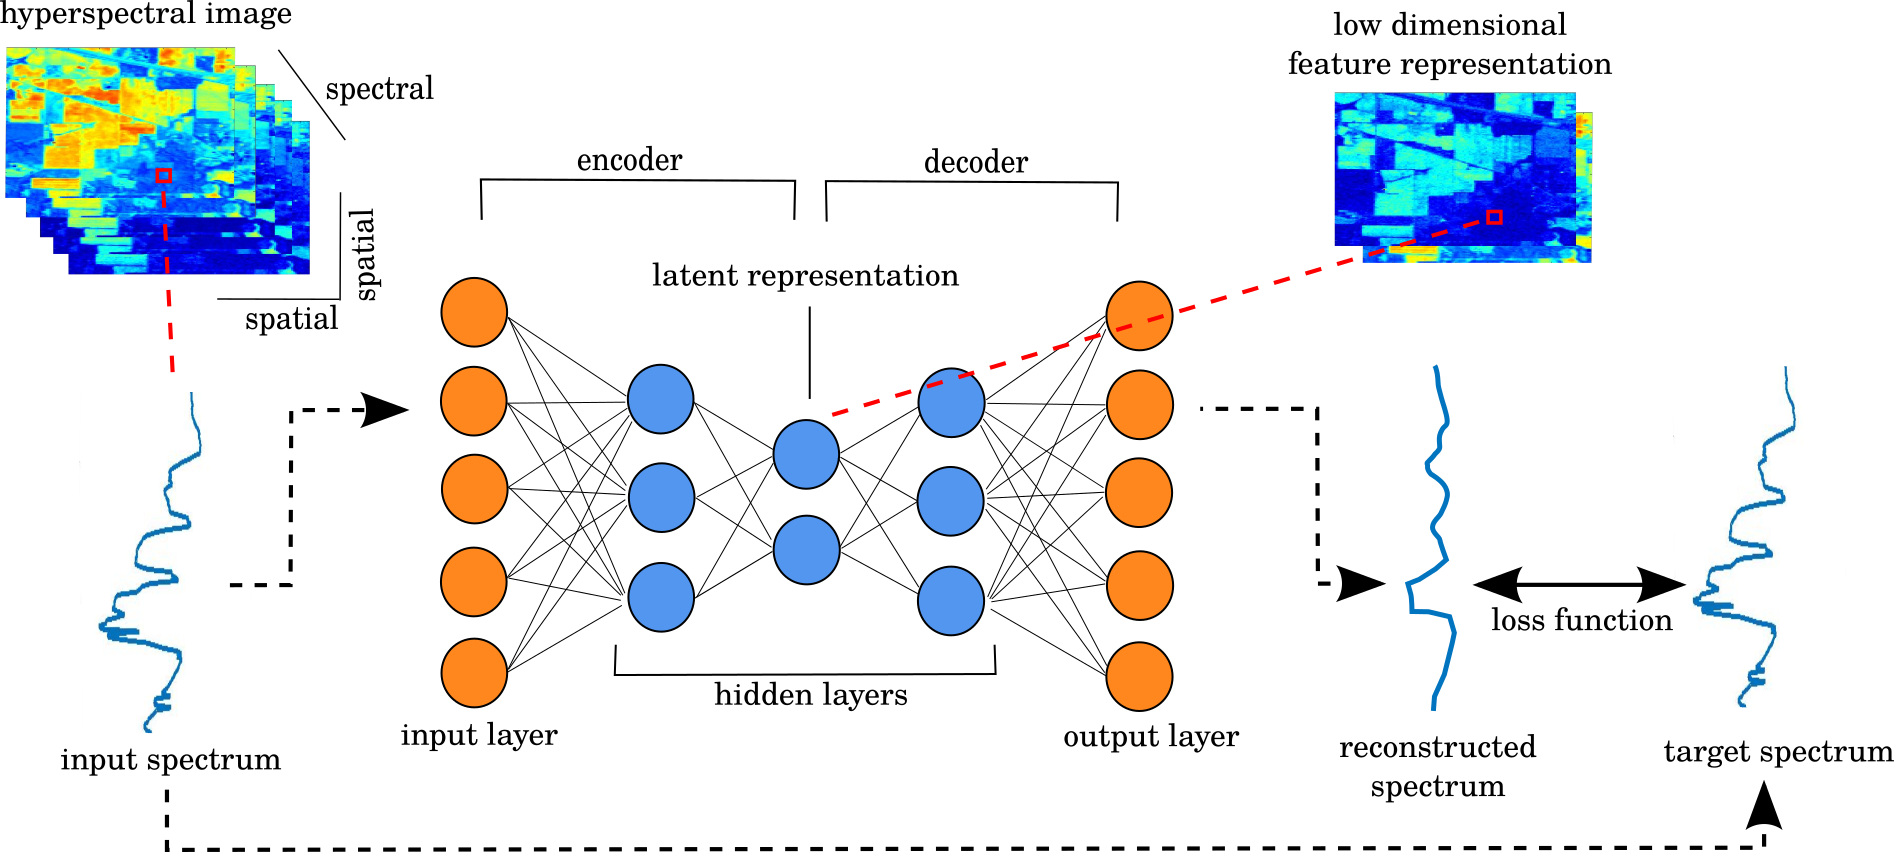 hyperspectral image
spectral
spatial
spatial
encoder
decoder
latent representation
low dimensional
feature representation
hidden layers
input layer
output layer
loss function
input spectrum
reconstructed
spectrum
target spectrum